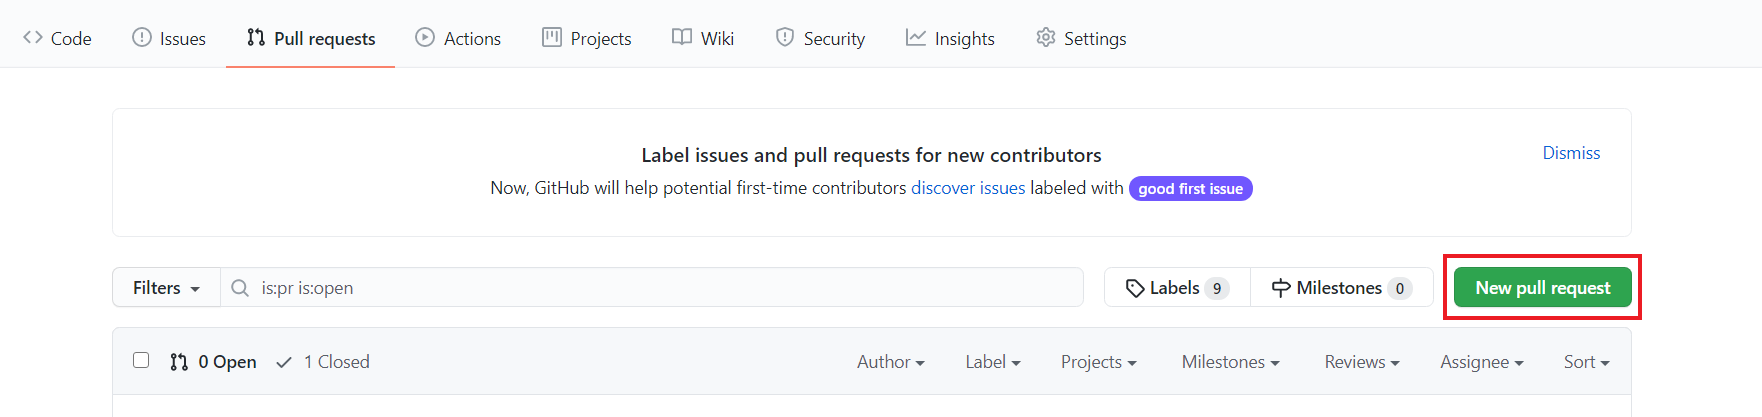 Code Issues Pull requests Actions Projects Wiki Security Insights Settings
Label issues and pull requests for new contributors
Dismiss
Now, GitHub will help potential first-time contributors discover issues labeled with good first issue
Filters is:pr is:open Labels 9 Milestones 0 New pull request
0 Open 1 Closed Author Label Projects Milestones Reviews Assignee Sort